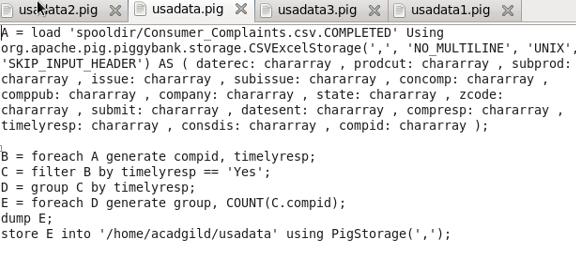 usadata2.pig usadata.pig usadata3.pig usadata1.pig
A = load 'spooldir/Consumer_Complaints.csv.COMPLETED' Using
org.apache.pig.piggybank.storage.CSVExcelStorage(',', 'NO_MULTILINE', 'UNIX',
'SKIP_INPUT_HEADER') AS ( daterec: chararray , prodcut: chararray , subprod:
chararray , issue: chararray , subissue: chararray , concomp: chararray ,
comppub: chararray , company: chararray , state: chararray , zcode:
chararray , submit: chararray , datesent: chararray , compresp: chararray ,
timelyresp: chararray , consdis: chararray , compid: chararray );
B = foreach A generate compid, timelyresp;
C = filter B by timelyresp == 'Yes';
D = group C by timelyresp;
E = foreach D generate group, COUNT(C.compid);
dump E;
store E into '/home/acadgild/usadata' using PigStorage(',');